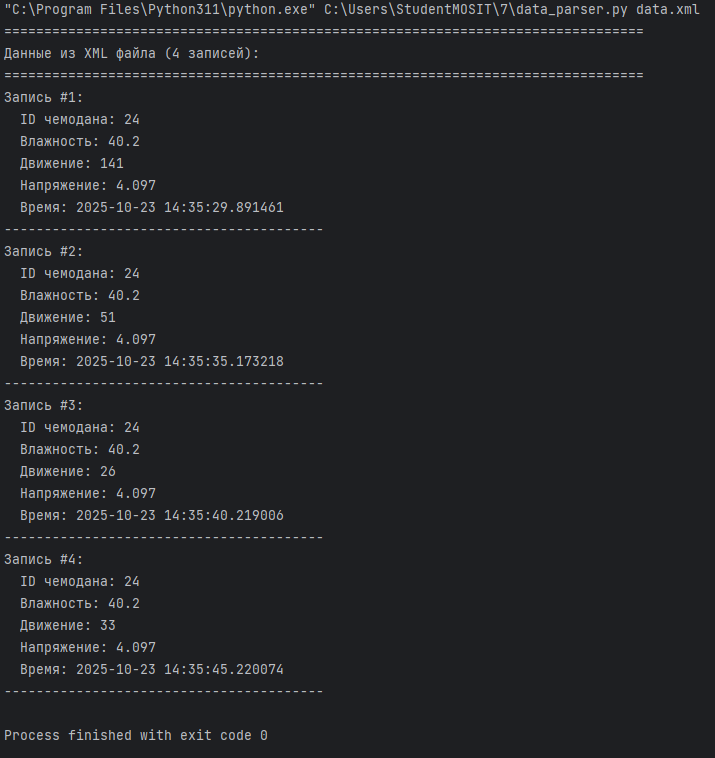 "C:\Program Files\Python311\python.exe" C:\Users\StudentMOSIT\7\data_parser.py data.xml
================================================================================
Данные из XML файла (4 записей):
================================================================================
Запись #1:
  ID чемодана: 24
  Влажность: 40.2
  Движение: 141
  Напряжение: 4.097
  Время: 2025-10-23 14:35:29.891461
----------------------------------------
Запись #2:
  ID чемодана: 24
  Влажность: 40.2
  Движение: 51
  Напряжение: 4.097
  Время: 2025-10-23 14:35:35.173218
----------------------------------------
Запись #3:
  ID чемодана: 24
  Влажность: 40.2
  Движение: 26
  Напряжение: 4.097
  Время: 2025-10-23 14:35:40.219006
----------------------------------------
Запись #4:
  ID чемодана: 24
  Влажность: 40.2
  Движение: 33
  Напряжение: 4.097
  Время: 2025-10-23 14:35:45.220074
----------------------------------------
Process finished with exit code 0